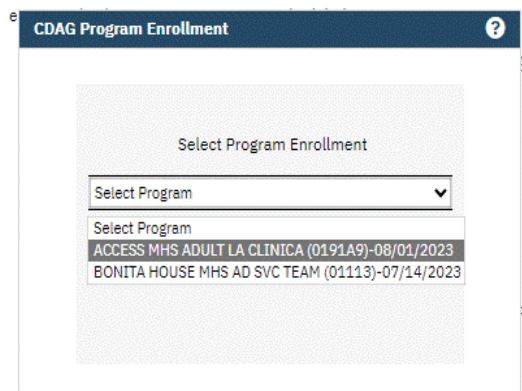 e
CDAG Program Enrollment
?
Select Program Enrollment
Select Program
Select Program
ACCESS MHS ADULT LA CLINICA (0191A9)-08/01/2023
BONITA HOUSE MHS AD SVC TEAM (01113)-07/14/2023